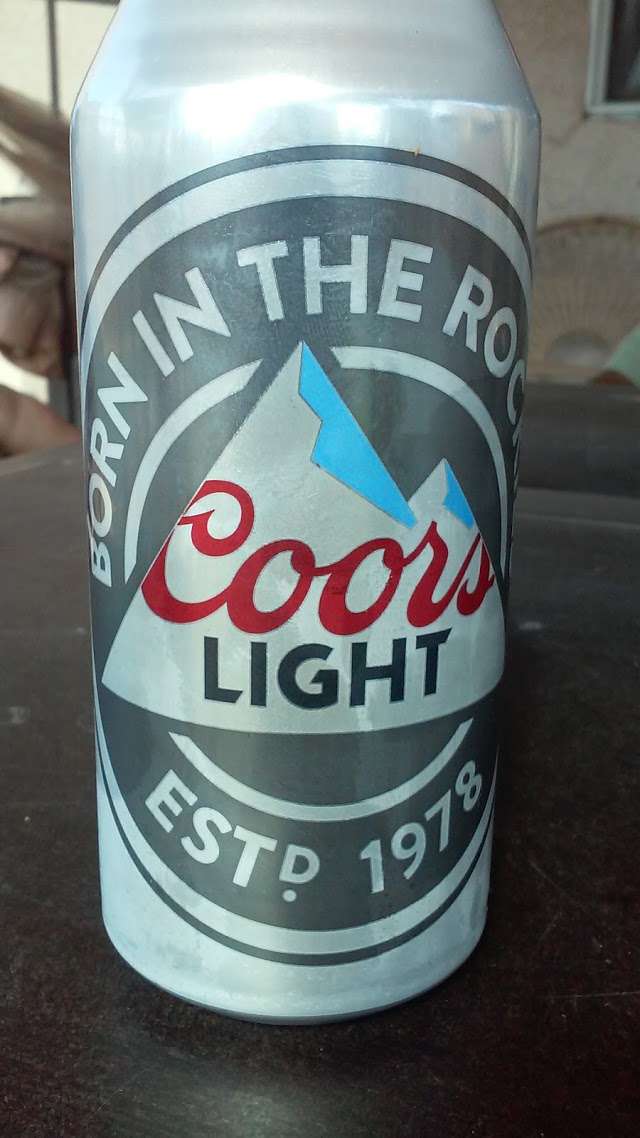 BORN IN THE
Coors
LIGHT
ESTD 1978